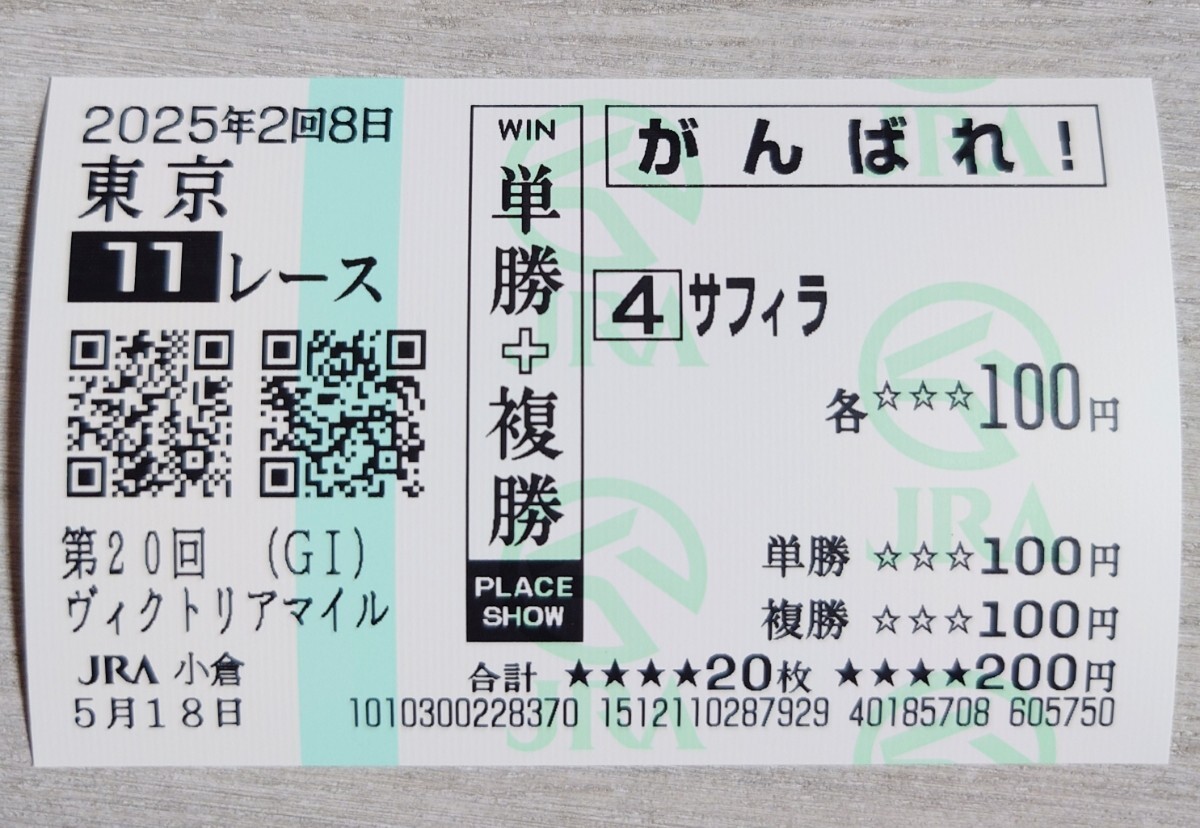 2025年2回8日
東京
11レース
第20回 (GI)
ヴィクトリアマイル
JRA 小倉
5月18日
WIN
単勝+複勝
PLACE
SHOW
がんばれ!
4 サフィラ
各☆☆☆100円
単勝 ☆☆☆100円
複勝 ☆☆☆100円
合計 ★★★★20枚 ★★★★200円
1010300228370 1512110287929 40185708 605750
JRA
JRA
JRA
JRA